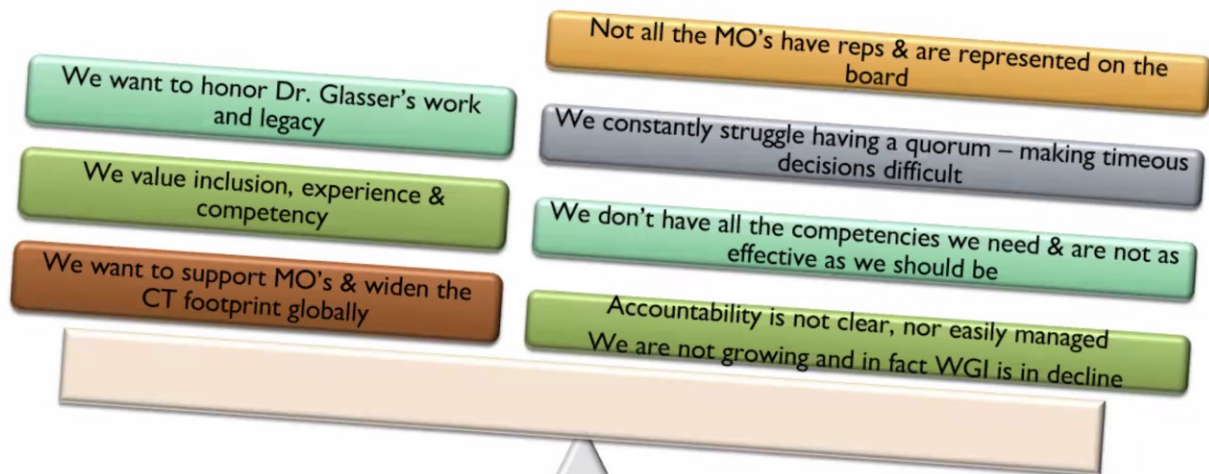 We want to honor Dr. Glasser's work
and legacy
We value inclusion, experience &
competency
We want to support MO's & widen the
CT footprint globally
Not all the MO's have reps & are represented on the
board
We constantly struggle having a quorum – making timeous
decisions difficult
We don't have all the competencies we need & are not as
effective as we should be
Accountability is not clear, nor easily managed
We are not growing and in fact WGI is in decline